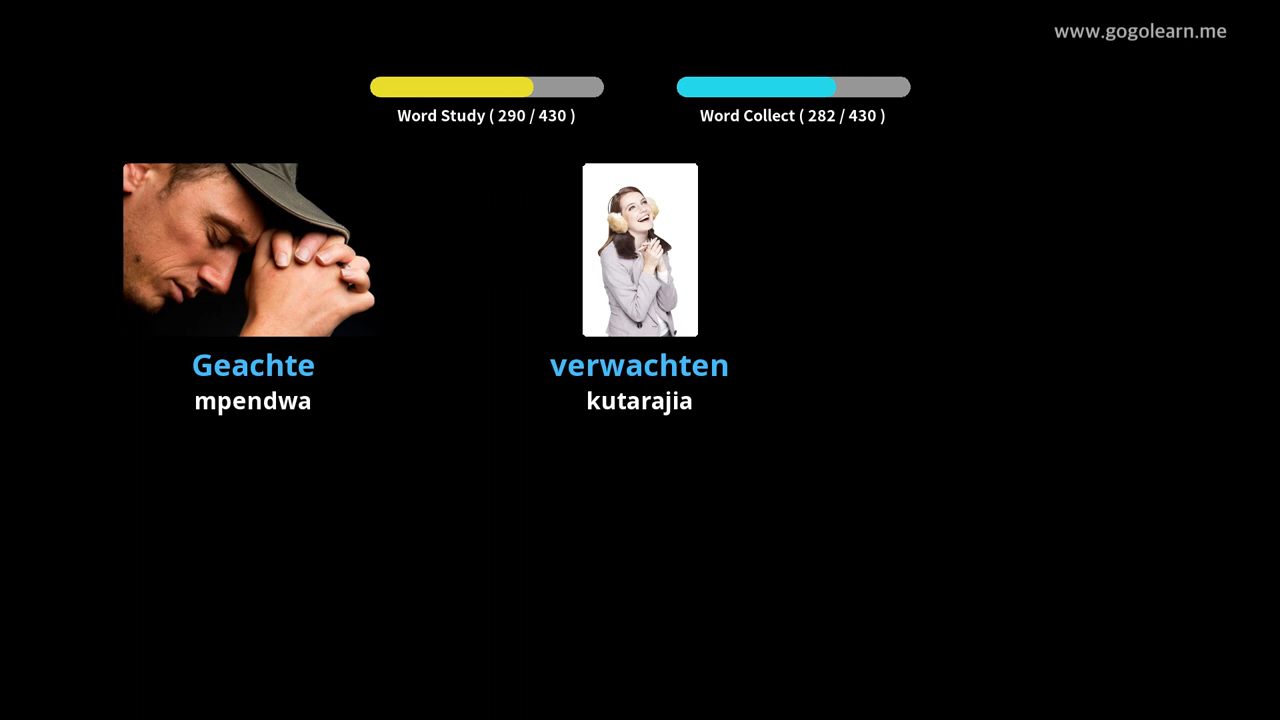 www.gogolearn.me
Word Study ( 290 / 430 )
Word Collect ( 282 / 430 )
Geachte
mpendwa
verwachten
kutarajia